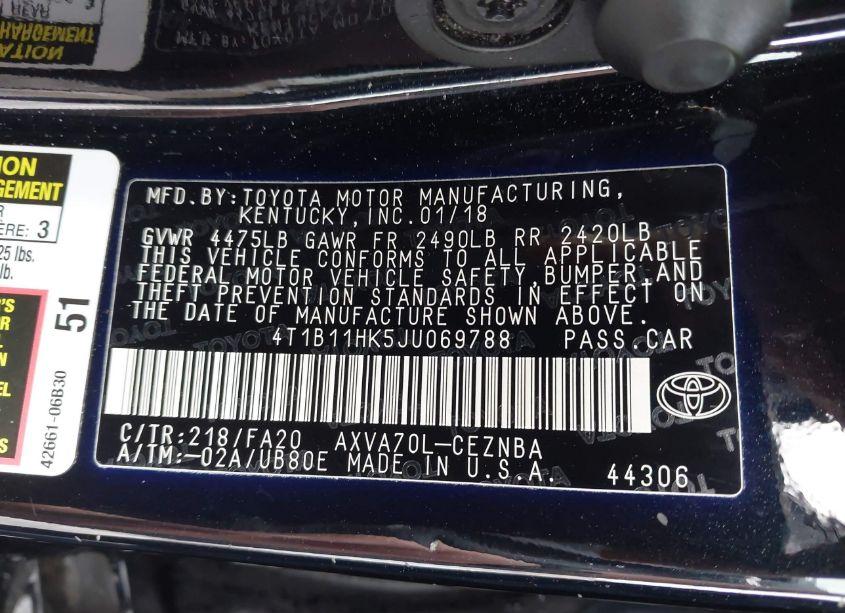 MFD.BY:TOYOTA MOTOR MANUFACTURING,
KENTUCKY,INC.01/18
GVWR 4475LB GAWR FR 2490LB RR 2420LB
THIS VEHICLE CONFORMS TO ALL APPLICABLE
FEDERAL MOTOR VEHICLE SAFETY,BUMPER,AND
THEFT PREVENTION STANDARDS IN EFFECT ON
THE DATE OF MANUFACTURE SHOWN ABOVE.
4T1B11HK5JU069788 PASS.CAR
C/TR:218/FA20 AXVA70L-CEZNBA
A/TM:-02A/UB80E MADE IN U.S.A. 44306
3
lbs.
lb.
51
42661-06B30